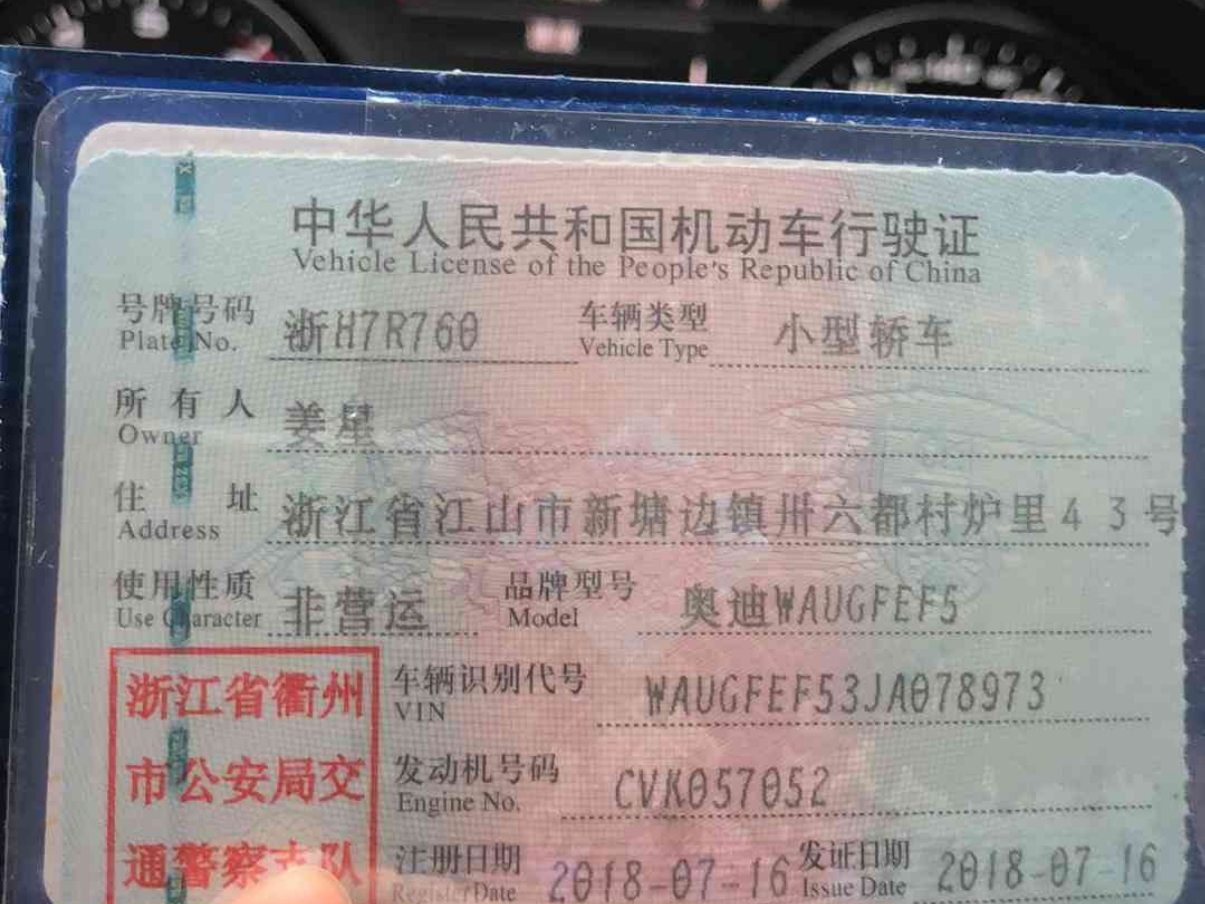 中华人民共和国机动车行驶证
Vehicle License of the People's Republic of China
号牌号码 浙H7R760 车辆类型 小型轿车
Plate No. Vehicle Type
所有人 姜星
Owner
住址 浙江省江山市新塘边镇卅六都村炉里43号
Address
使用性质 非营运 品牌型号 奥迪WAUGFEF5
Use Character Model
浙江省衢州
市公安局交
通警察支队
车辆识别代号 WAUGFEF53JA078973
VIN
发动机号码 CVK057052
Engine No.
注册日期 2018-07-16 发证日期 2018-07-16
Register Date Issue Date